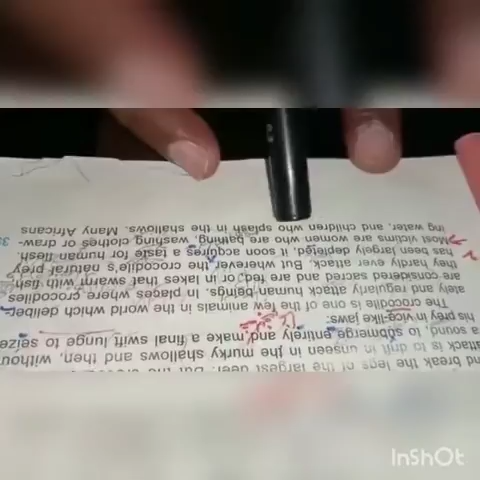 nd break the legs of the largest deer. But the
attack is to drift in unseen in the murky shallows and then, without
a sound, to submerge entirely and make a final swift lunge to seize
his prey in vice-like jaws.
The crocodile is one of the few animals in the world which deliber-
ately and regularly attack human beings. In places where crocodiles
are considered sacred and are fed, or in lakes that swarm with fish,
they hardly ever attack. But wherever the crocodile's natural prey
has been largely depleted, it soon acquires a taste for human flesh.
Most victims are women who are bathing, washing clothes or draw-
ing water, and children who splash in the shallows. Many Africans
InShOt